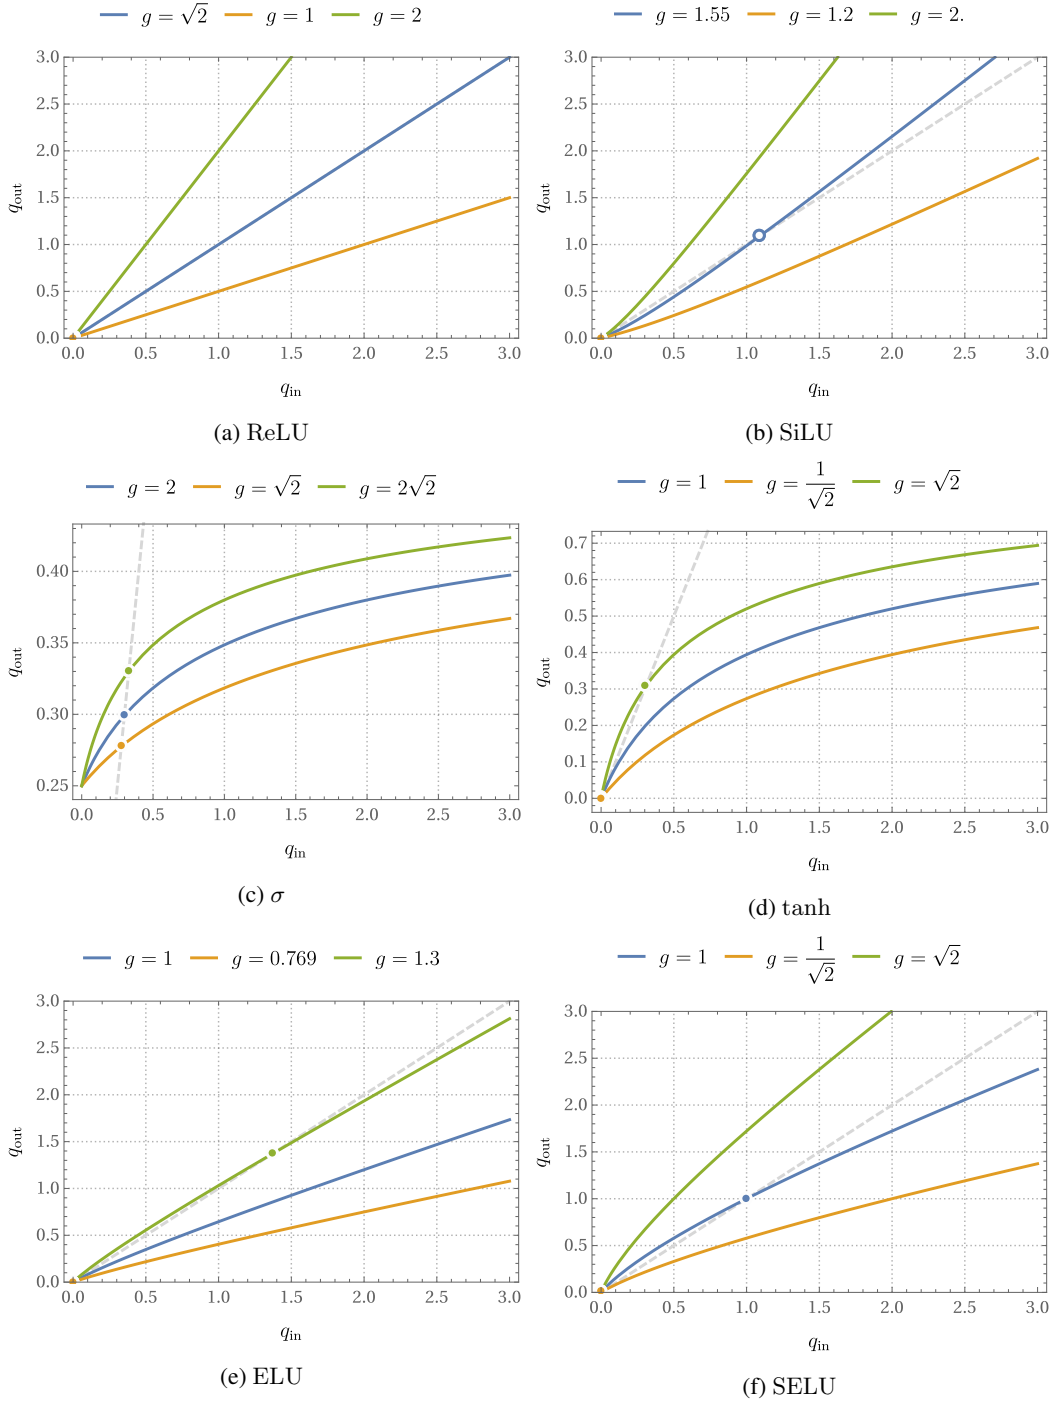 g = √2 g = 1 g = 2
3.0
2.5
2.0
1.5
1.0
0.5
0.0
q_out
0.0 0.5 1.0 1.5 2.0 2.5 3.0
q_in
(a) ReLU
g = 1.55 g = 1.2 g = 2.
3.0
2.5
2.0
1.5
1.0
0.5
0.0
q_out
0.0 0.5 1.0 1.5 2.0 2.5 3.0
q_in
(b) SiLU
g = 2 g = √2 g = 2√2
0.40
0.35
0.30
0.25
q_out
0.0 0.5 1.0 1.5 2.0 2.5 3.0
q_in
(c) σ
g = 1 g = 1/√2 g = √2
0.7
0.6
0.5
0.4
0.3
0.2
0.1
0.0
q_out
0.0 0.5 1.0 1.5 2.0 2.5 3.0
q_in
(d) tanh
g = 1 g = 0.769 g = 1.3
3.0
2.5
2.0
1.5
1.0
0.5
0.0
q_out
0.0 0.5 1.0 1.5 2.0 2.5 3.0
q_in
(e) ELU
g = 1 g = 1/√2 g = √2
3.0
2.5
2.0
1.5
1.0
0.5
0.0
q_out
0.0 0.5 1.0 1.5 2.0 2.5 3.0
q_in
(f) SELU